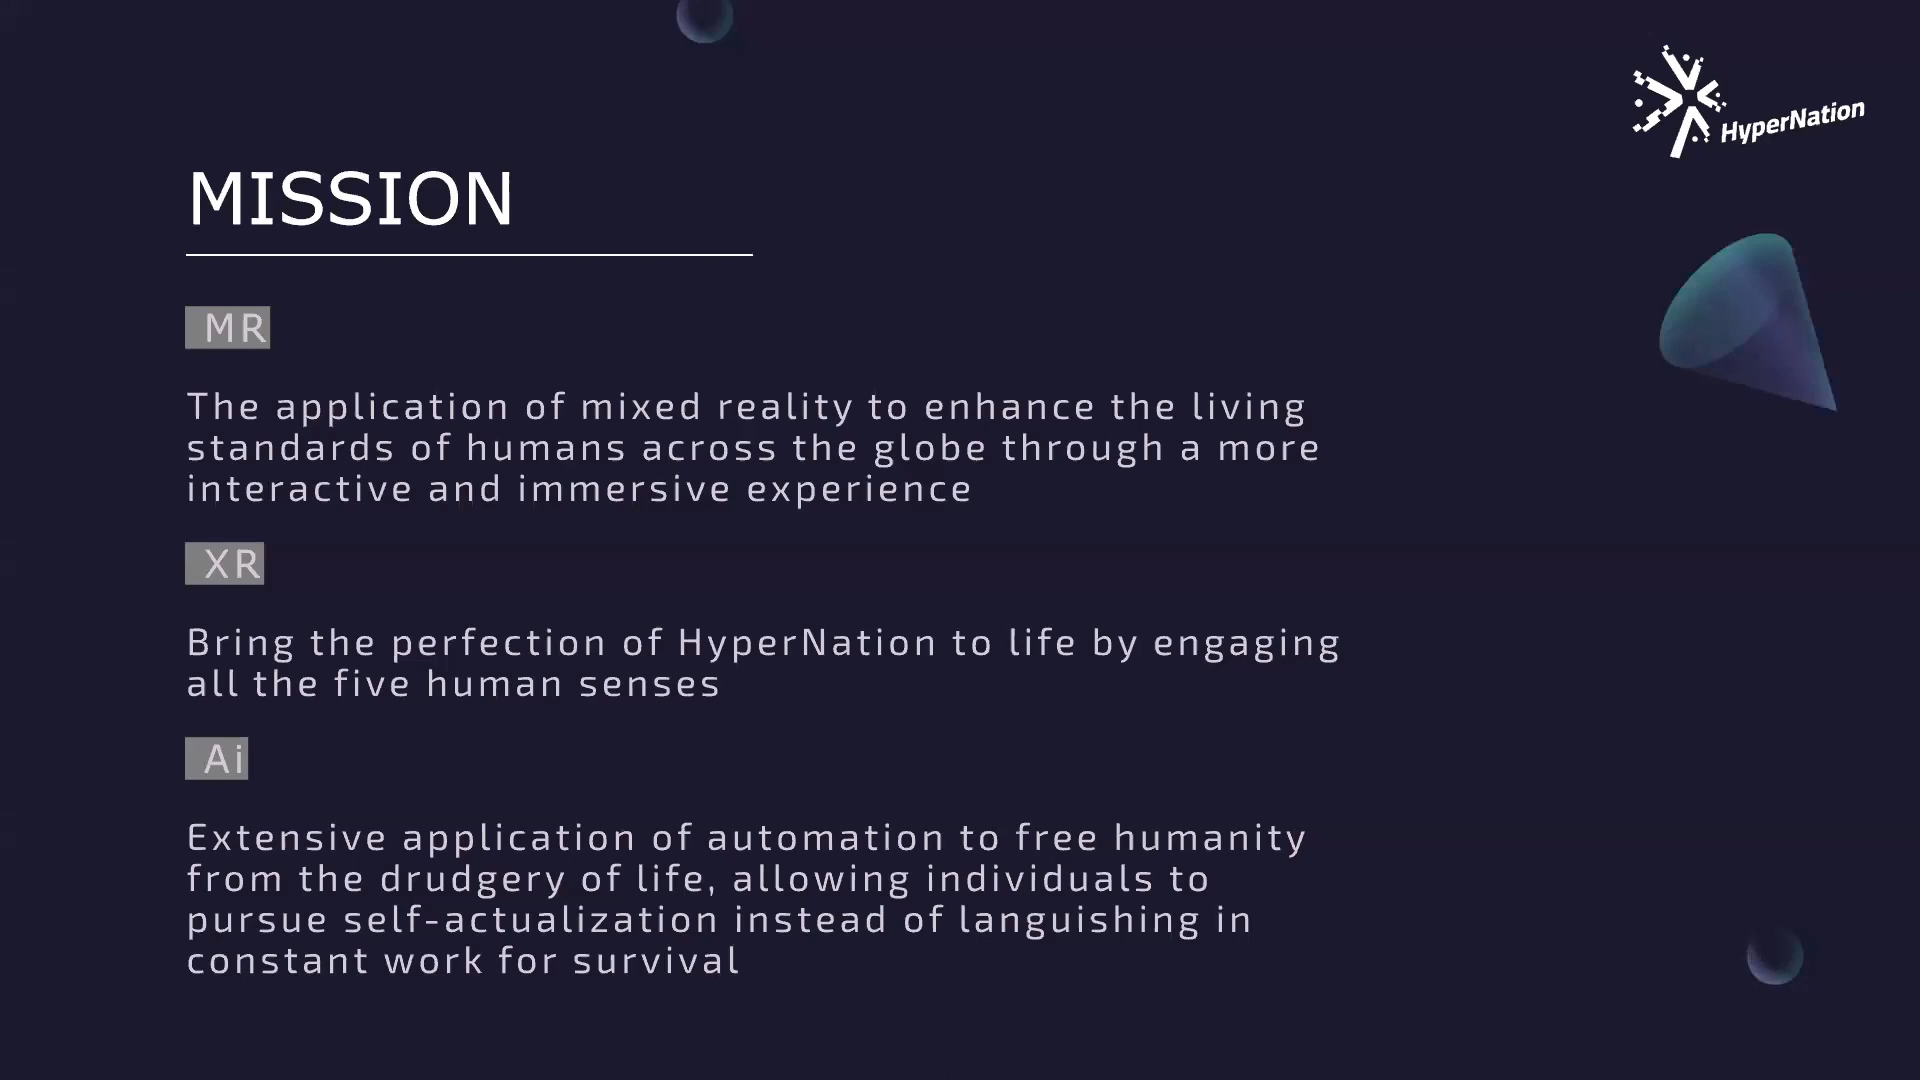 HyperNation
MISSION
MR
The application of mixed reality to enhance the living
standards of humans across the globe through a more
interactive and immersive experience
XR
Bring the perfection of HyperNation to life by engaging
all the five human senses
Ai
Extensive application of automation to free humanity
from the drudgery of life, allowing individuals to
pursue self-actualization instead of languishing in
constant work for survival